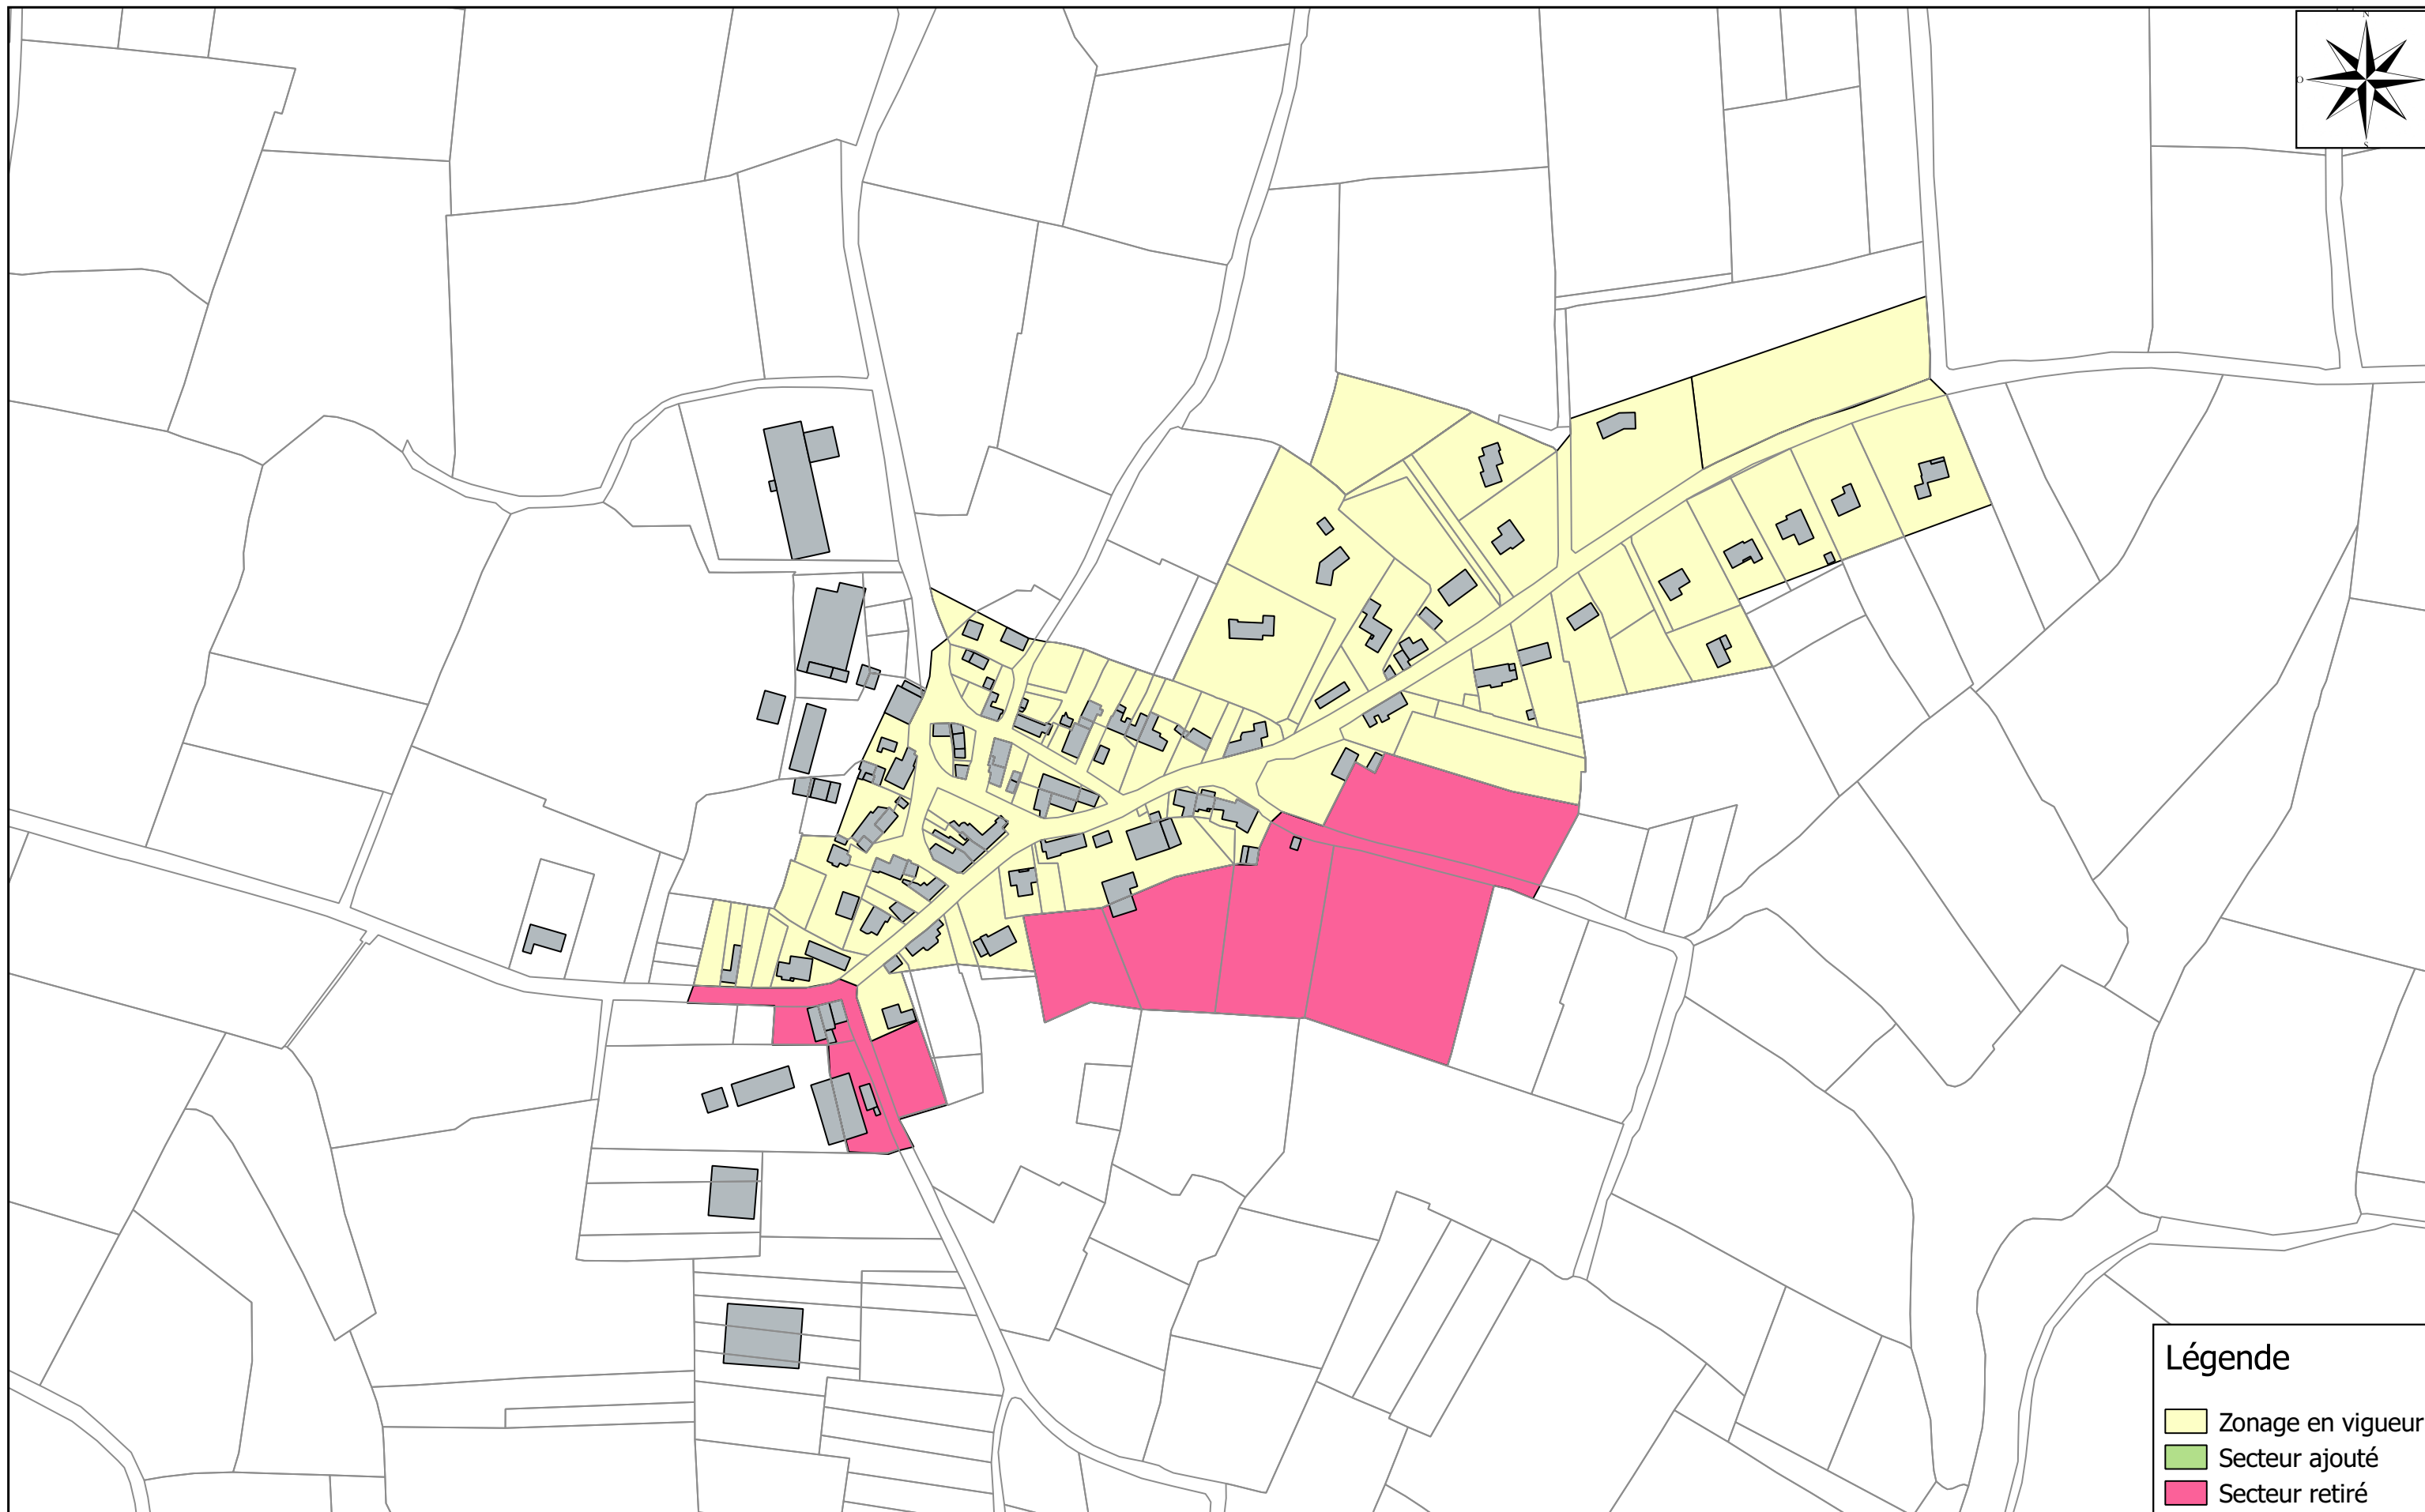 N
O
S
Légende
Zonage en vigueur
Secteur ajouté
Secteur retiré